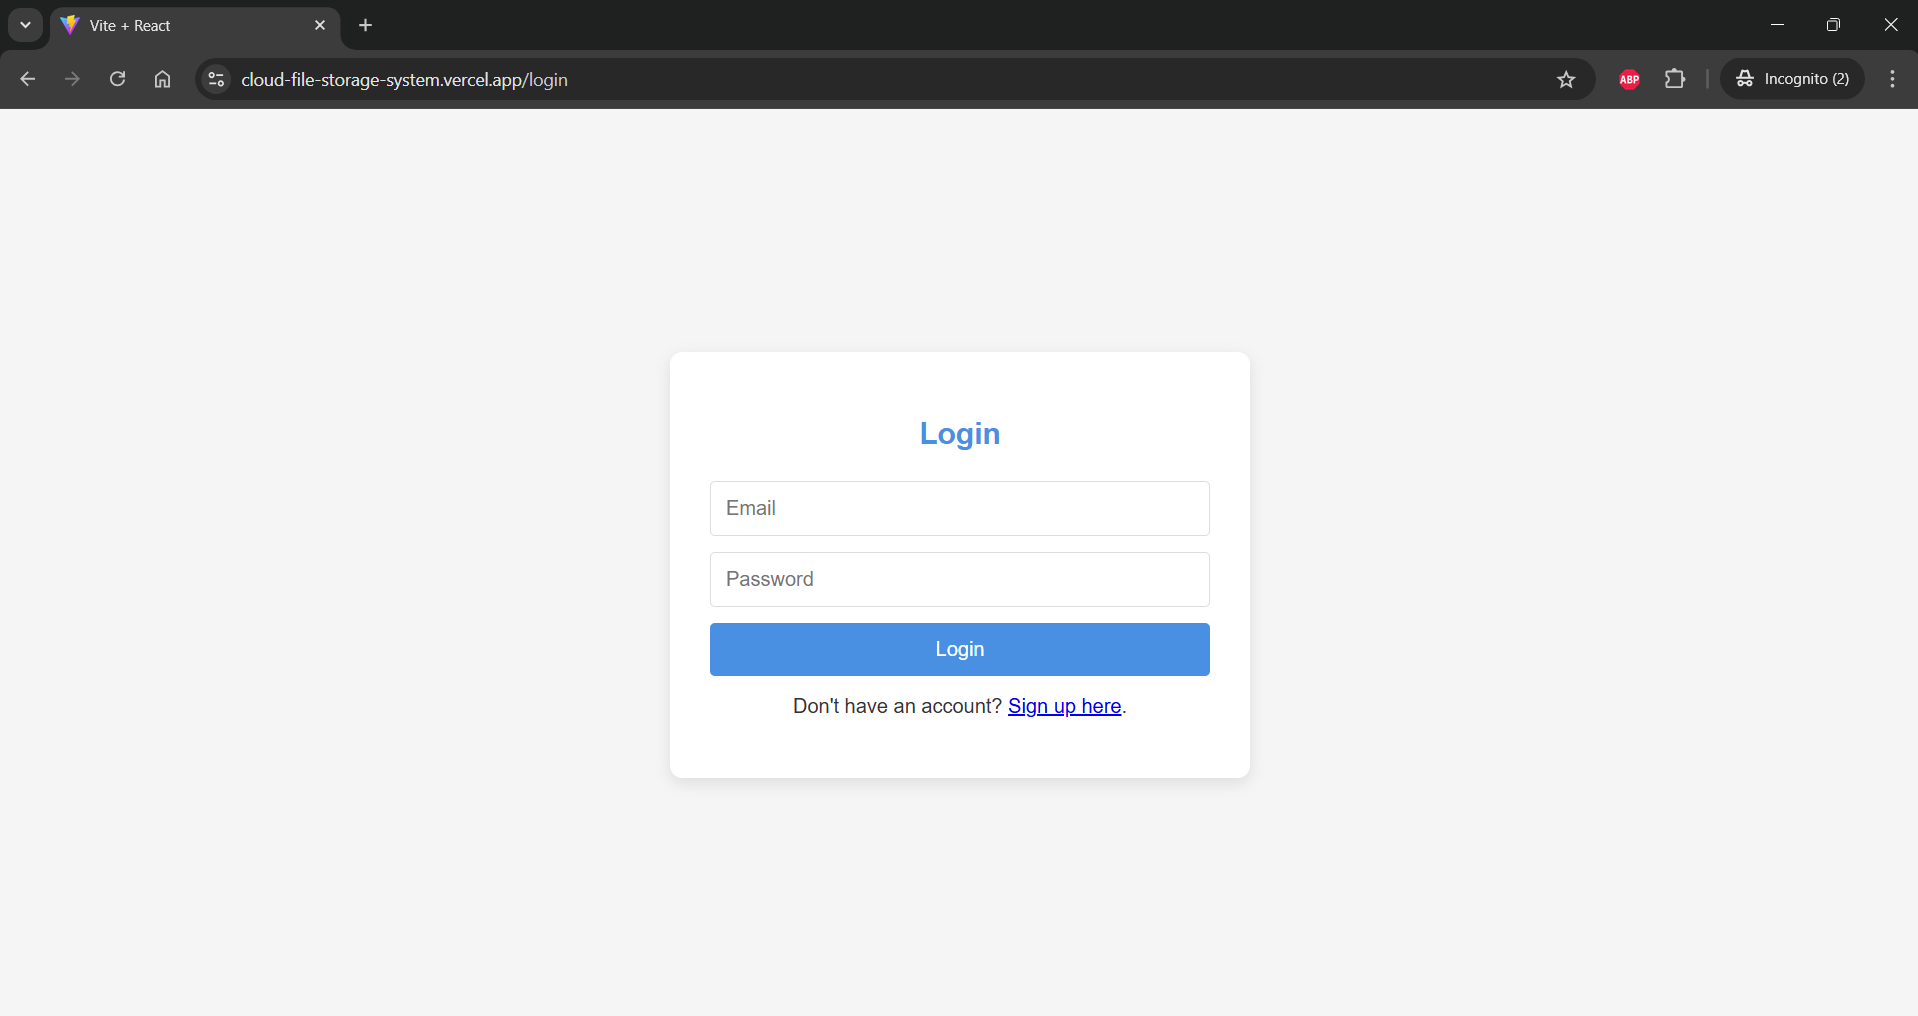 Vite + React
cloud-file-storage-system.vercel.app/login
ABP
Incognito (2)
Login
Email
Password
Login
Don't have an account? Sign up here.